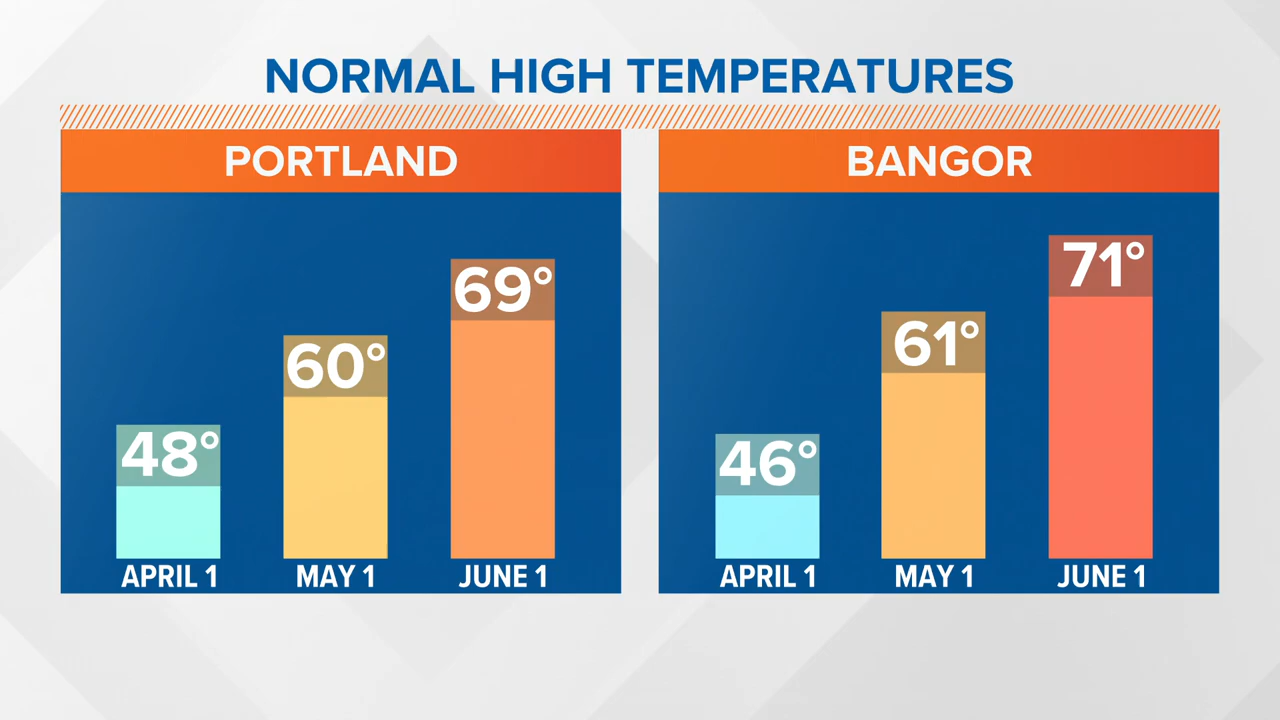 NORMAL HIGH TEMPERATURES
PORTLAND
48°
60°
69°
APRIL 1
MAY 1
JUNE 1
BANGOR
46°
61°
71°
APRIL 1
MAY 1
JUNE 1